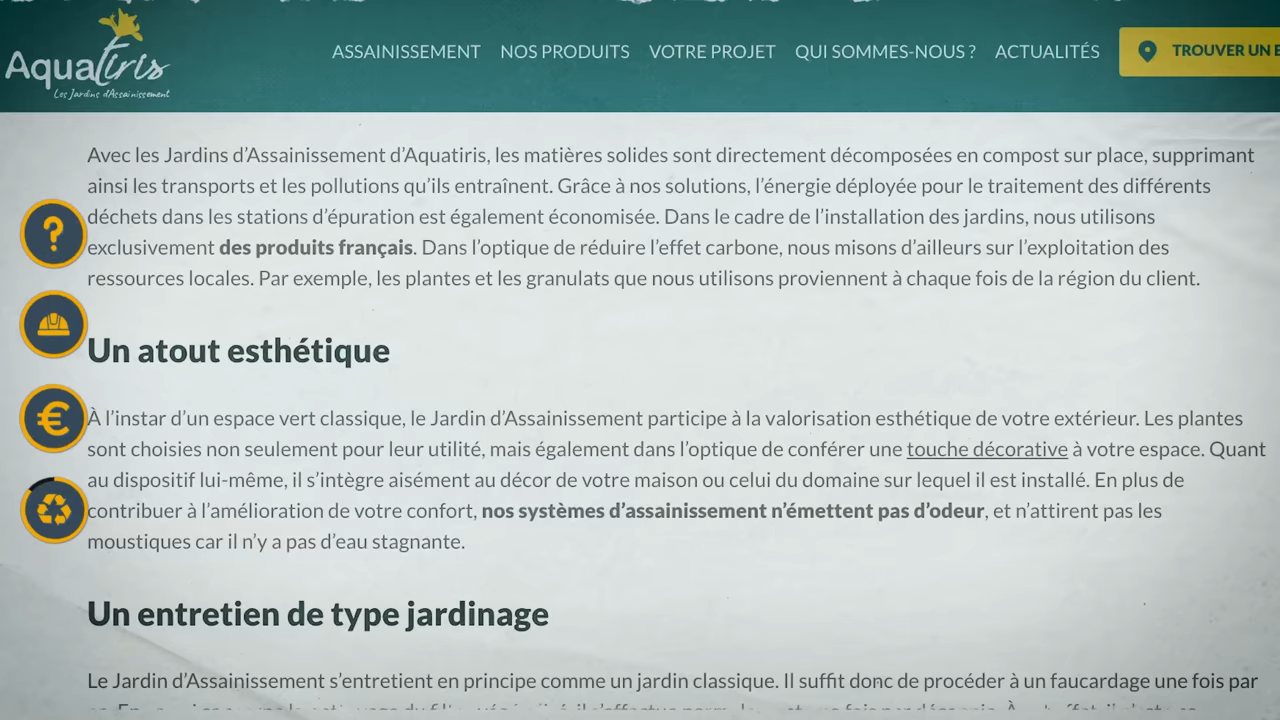 Aquatiris
Les Jardins d'Assainissement
ASSAINISSEMENT NOS PRODUITS VOTRE PROJET QUI SOMMES-NOUS ? ACTUALITÉS TROUVER UN
Avec les Jardins d’Assainissement d’Aquatiris, les matières solides sont directement décomposées en compost sur place, supprimant
ainsi les transports et les pollutions qu’ils entraînent. Grâce à nos solutions, l’énergie déployée pour le traitement des différents
déchets dans les stations d’épuration est également économisée. Dans le cadre de l’installation des jardins, nous utilisons
exclusivement des produits français. Dans l’optique de réduire l’effet carbone, nous misons d’ailleurs sur l’exploitation des
ressources locales. Par exemple, les plantes et les granulats que nous utilisons proviennent à chaque fois de la région du client.
Un atout esthétique
À l’instar d’un espace vert classique, le Jardin d’Assainissement participe à la valorisation esthétique de votre extérieur. Les plantes
sont choisies non seulement pour leur utilité, mais également dans l’optique de conférer une touche décorative à votre espace. Quant
au dispositif lui-même, il s’intègre aisément au décor de votre maison ou celui du domaine sur lequel il est installé. En plus de
contribuer à l’amélioration de votre confort, nos systèmes d’assainissement n’émettent pas d’odeur, et n’attirent pas les
moustiques car il n’y a pas d’eau stagnante.
Un entretien de type jardinage
Le Jardin d’Assainissement s’entretient en principe comme un jardin classique. Il suffit donc de procéder à un faucardage une fois par